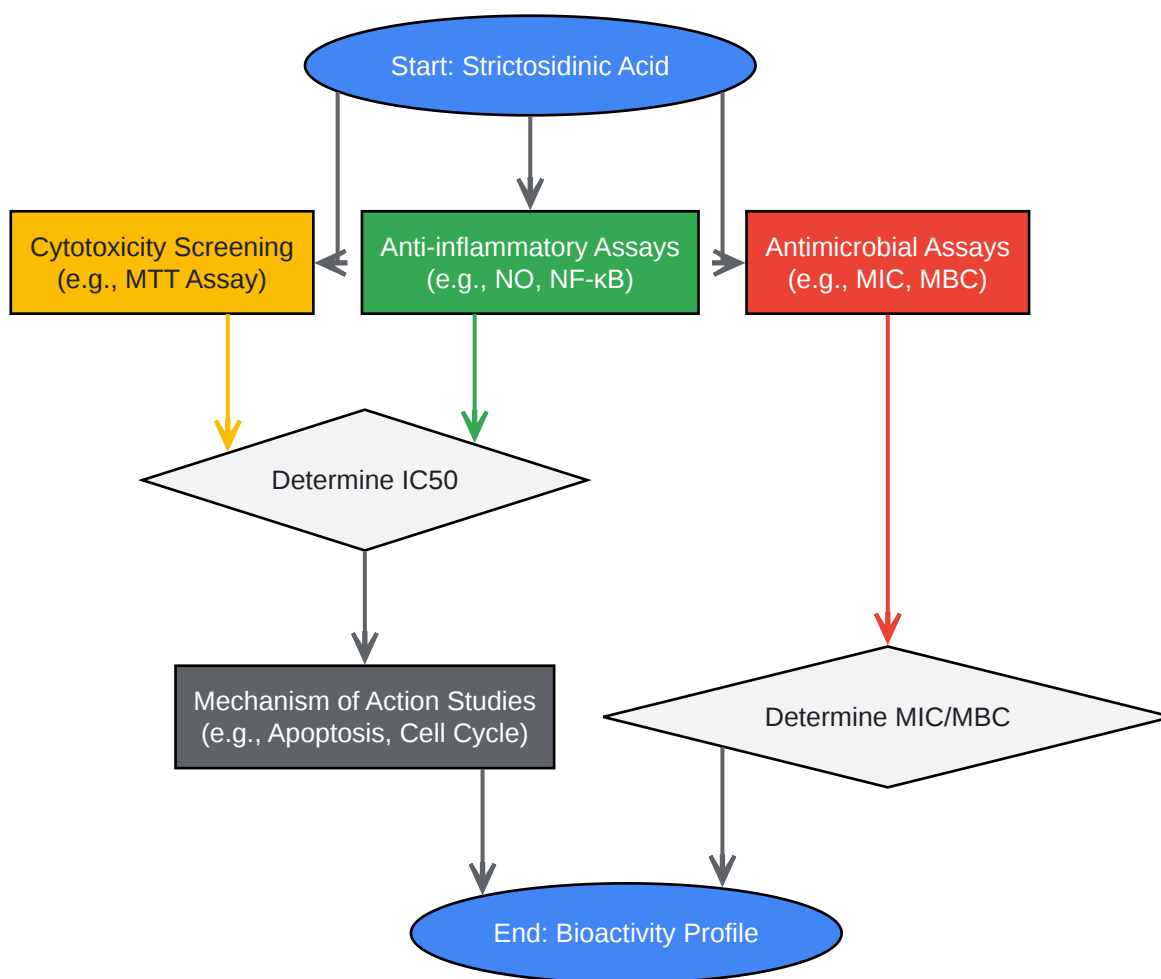 Start: Strictosidinic Acid
Cytotoxicity Screening
(e.g., MTT Assay)
Anti-inflammatory Assays
(e.g., NO, NF-κB)
Antimicrobial Assays
(e.g., MIC, MBC)
Determine IC50
Mechanism of Action Studies
(e.g., Apoptosis, Cell Cycle)
Determine MIC/MBC
End: Bioactivity Profile